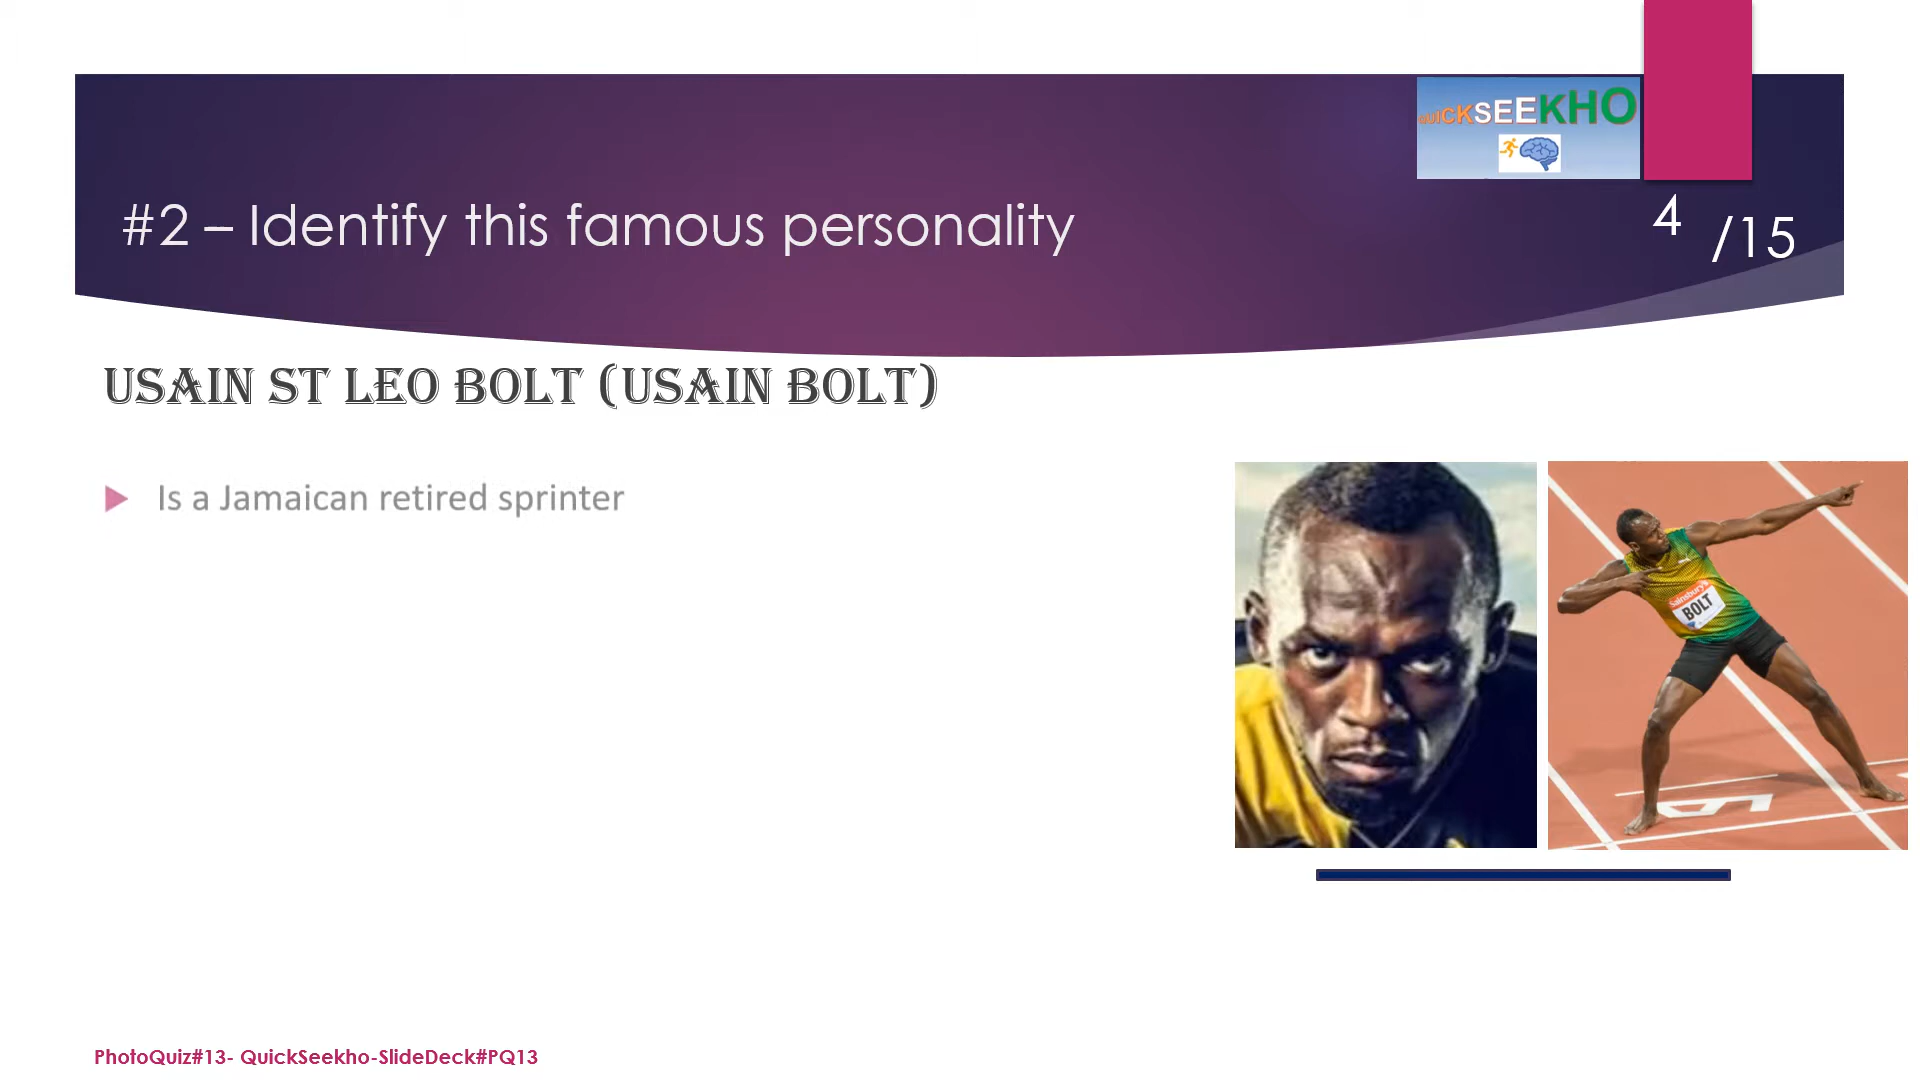 QUICKSEEKHO
#2 – Identify this famous personality
4 /15
USAIN ST LEO BOLT (USAIN BOLT)
Is a Jamaican retired sprinter
Sainsbury's
BOLT
PhotoQuiz#13- QuickSeekho-SlideDeck#PQ13